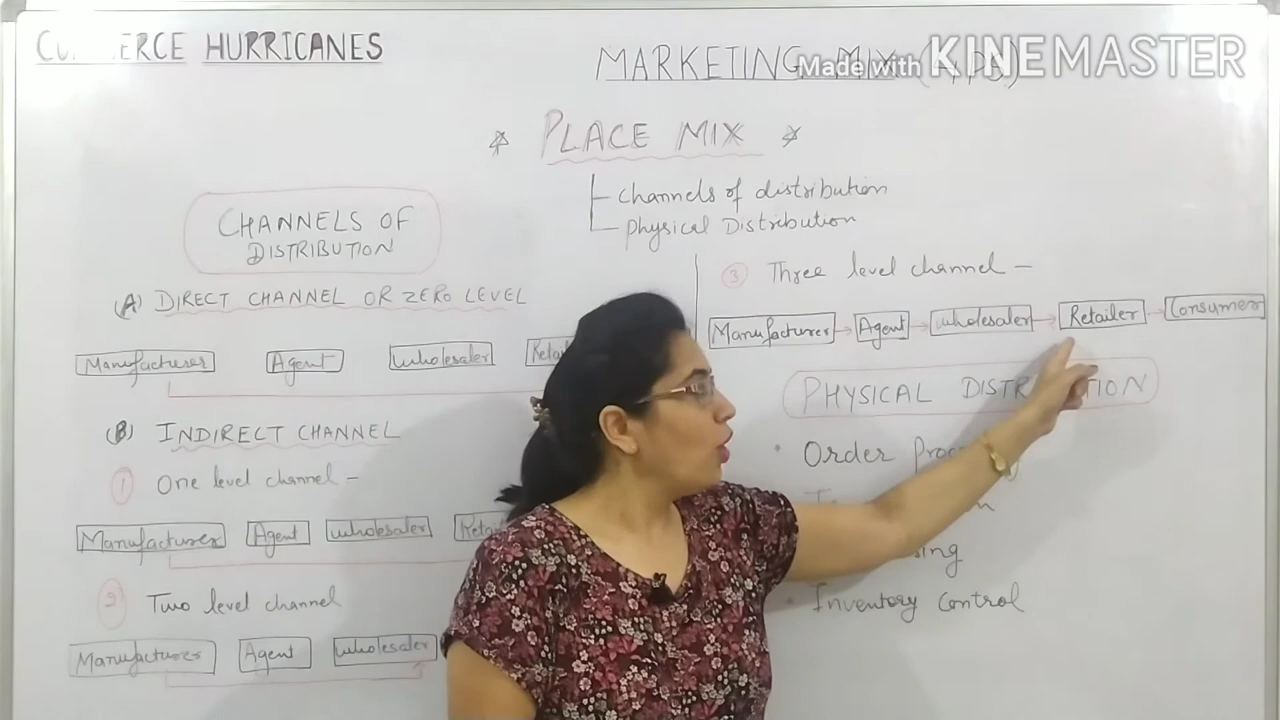 HURRICANES
MARKETING MIX (4PS)
Made with KINEMASTER
☆ PLACE MIX ☆
Channels of distribution
Physical Distribution
CHANNELS OF
DISTRIBUTION
(A) DIRECT CHANNEL OR ZERO LEVEL
Manufacturer Agent Wholesaler
(B) INDIRECT CHANNEL
① One level channel –
Manufacturer Agent Wholesaler
② Two level channel
Manufacturer Agent Wholesaler
③ Three level channel –
Manufacturer → Agent → Wholesaler → Retailer → Consumer
PHYSICAL
• Order
• Inventory Control